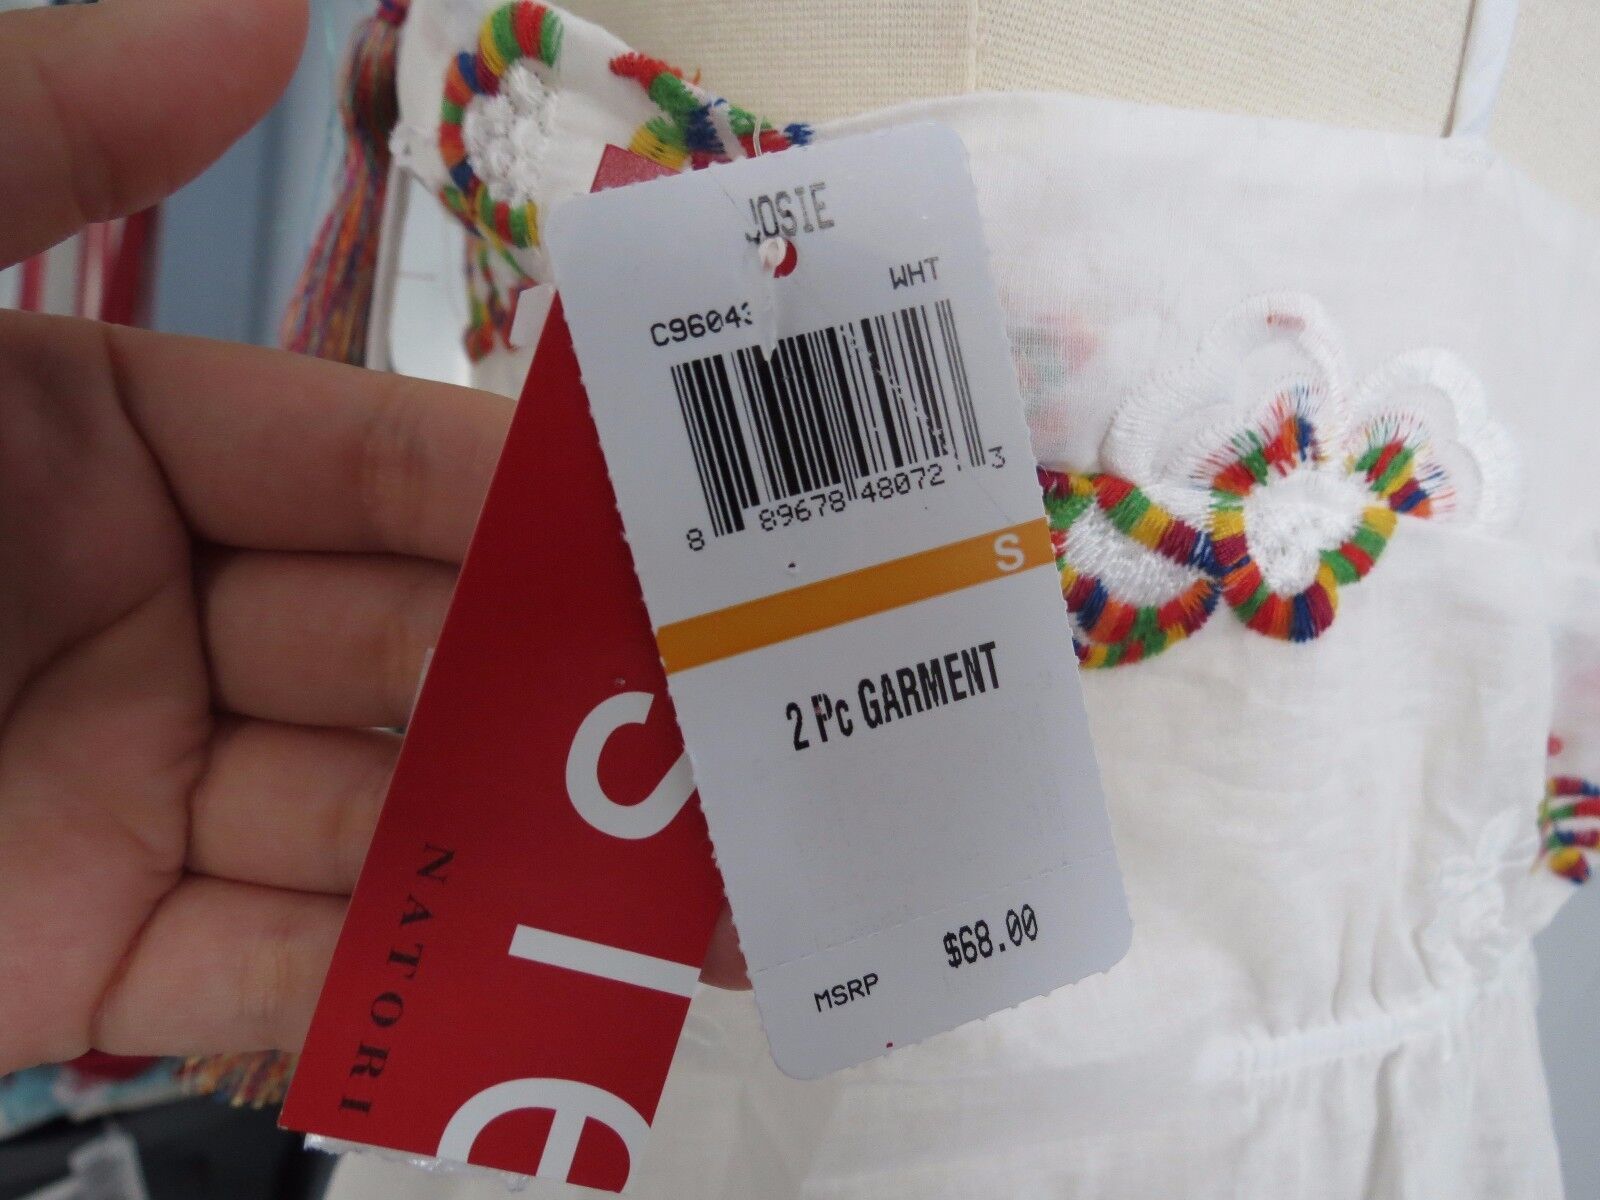 JOSIE
WHT
C96043
8 89678 48072 3
S
2 Pc GARMENT
MSRP $68.00
sie
NATORI